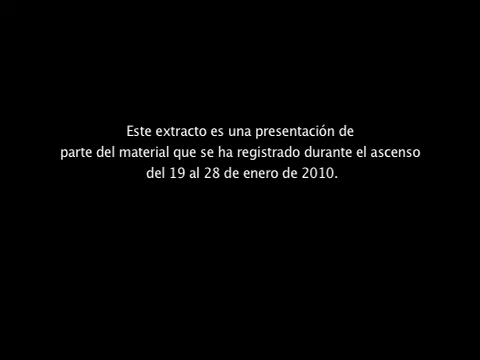 Este extracto es una presentación de
parte del material que se ha registrado durante el ascenso
del 19 al 28 de enero de 2010.